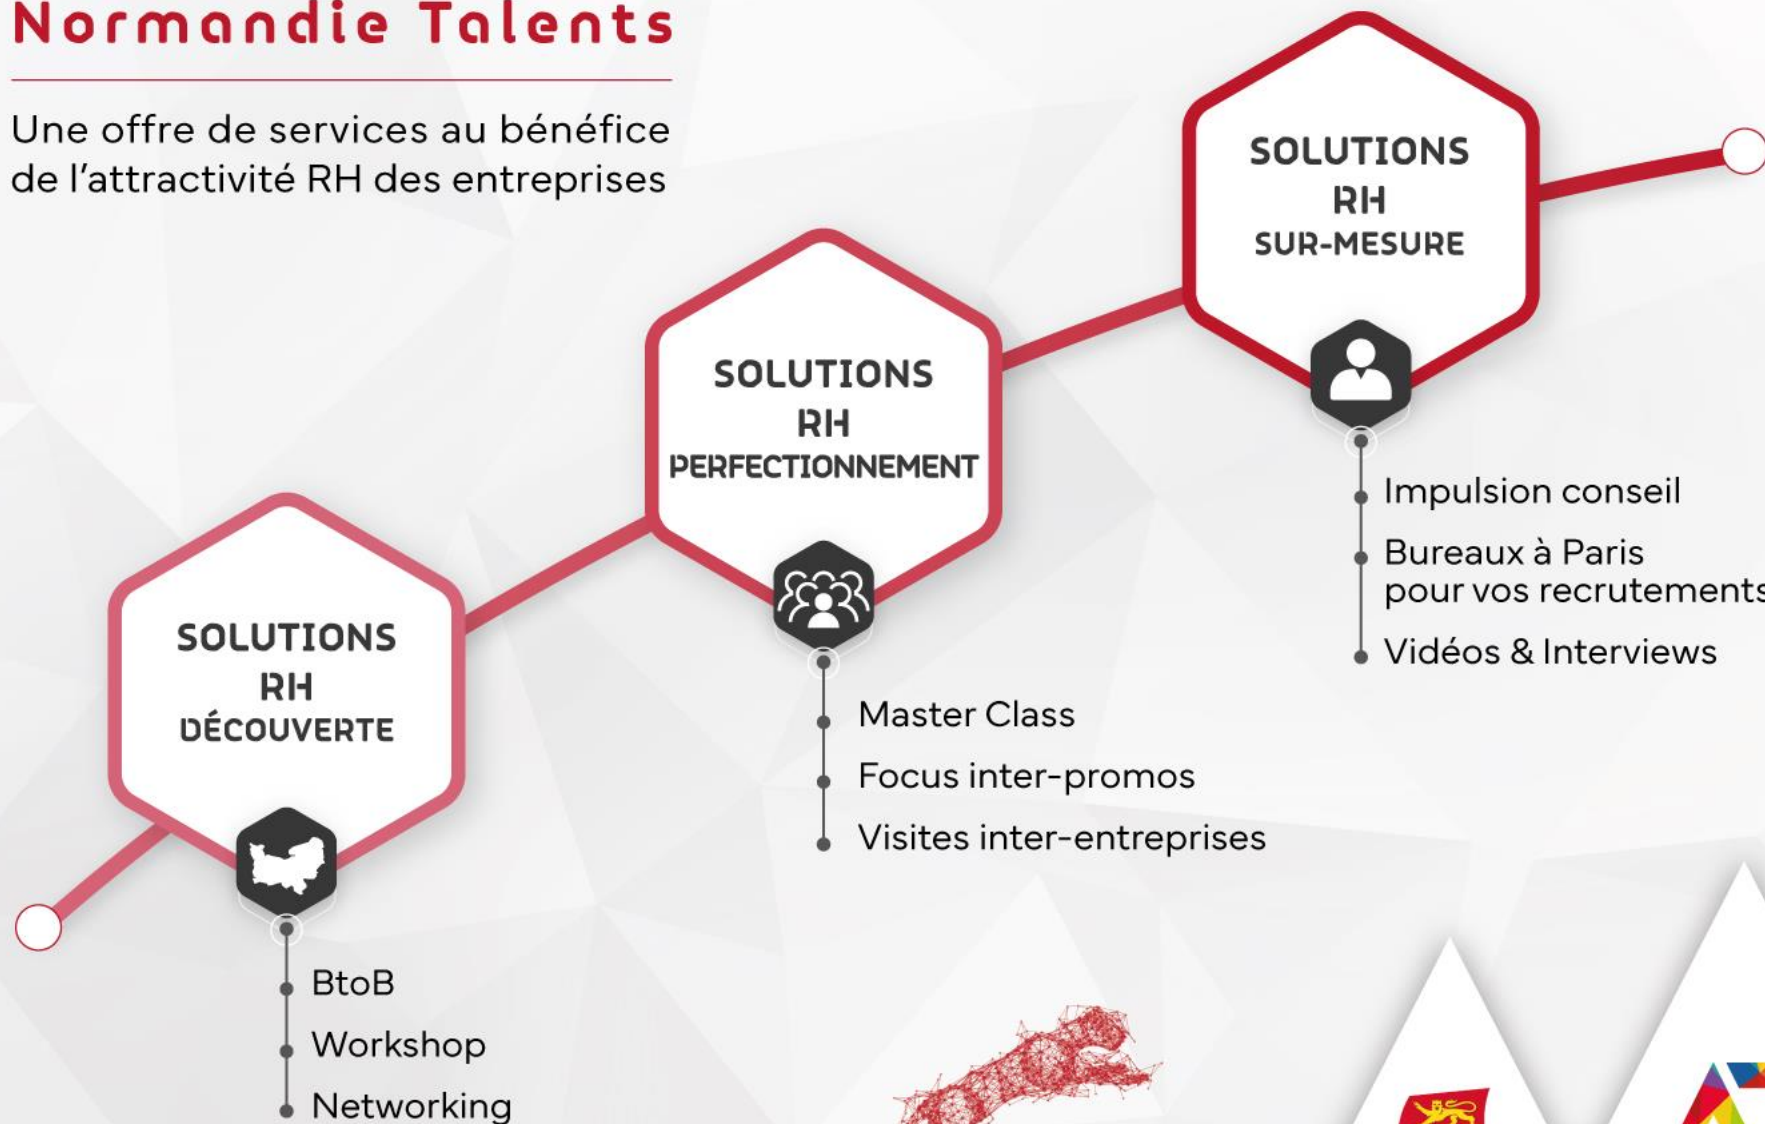 Normandie Talents
Une offre de services au bénéfice
de l'attractivité RH des entreprises
SOLUTIONS
RH
DÉCOUVERTE
BtoB
Workshop
Networking
SOLUTIONS
RH
PERFECTIONNEMENT
Master Class
Focus inter-promos
Visites inter-entreprises
SOLUTIONS
RH
SUR-MESURE
Impulsion conseil
Bureaux à Paris
pour vos recrutements
Vidéos & Interviews